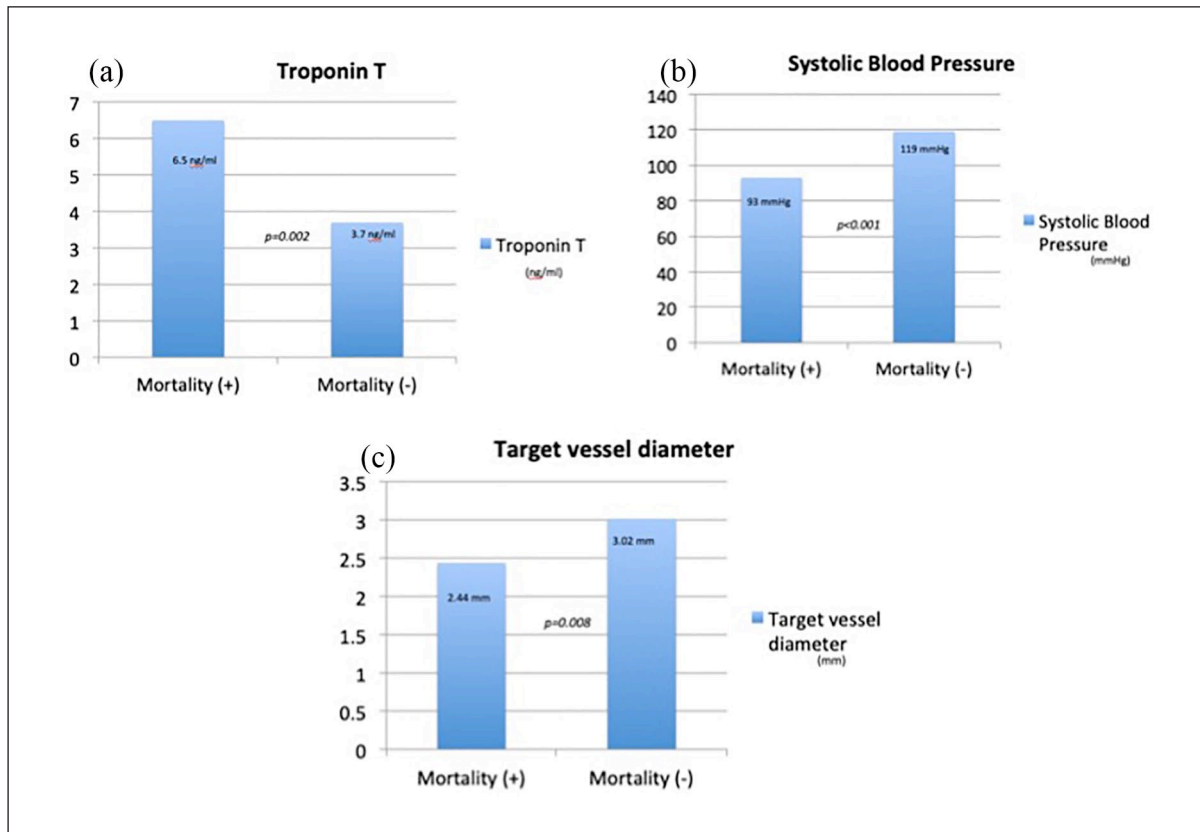 (a)
Troponin T
7
6
5
4
3
2
1
0
6.5 ng/ml
p=0.002
3.7 ng/ml
Mortality (+)
Mortality (-)
Troponin T
(ng/ml)
(b)
Systolic Blood Pressure
140
120
100
80
60
40
20
0
93 mmHg
p<0.001
119 mmHg
Mortality (+)
Mortality (-)
Systolic Blood
Pressure
(mmHg)
(c)
Target vessel diameter
3.5
3
2.5
2
1.5
1
0.5
0
2.44 mm
p=0.008
3.02 mm
Mortality (+)
Mortality (-)
Target vessel
diameter
(mm)